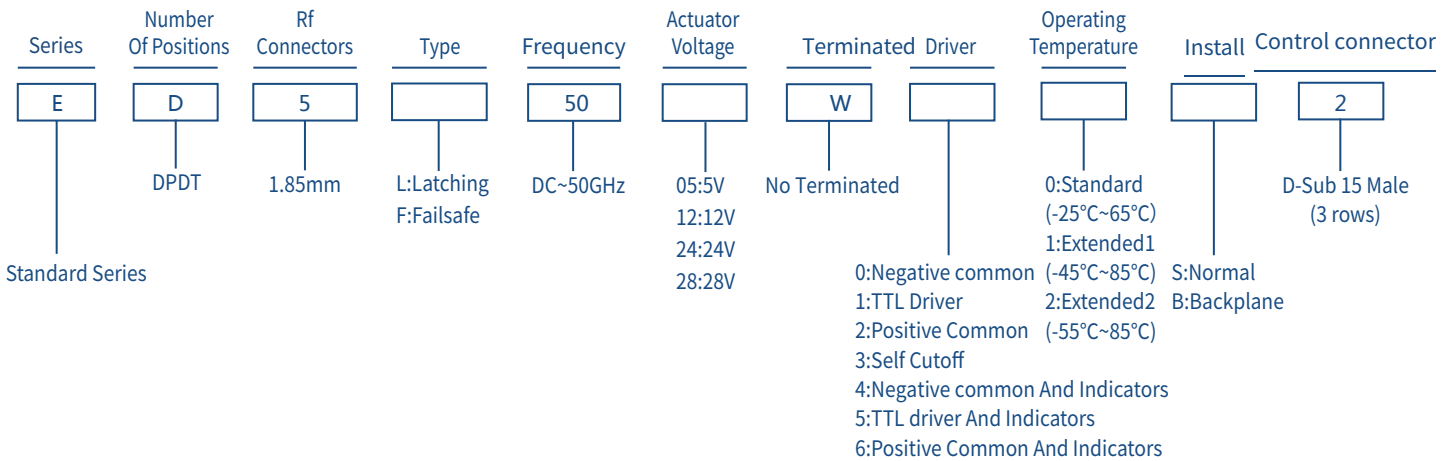 Series
Number
Of Positions
Rf
Connectors
Type
Frequency
Actuator
Voltage
Terminated
Driver
Operating
Temperature
Install
Control connector
E
D
5
50
W
2
Standard Series
DPDT
1.85mm
L:Latching
F:Failsafe
DC~50GHz
05:5V
12:12V
24:24V
28:28V
No Terminated
0:Negative common
1:TTL Driver
2:Positive Common
3:Self Cutoff
4:Negative common And Indicators
5:TTL driver And Indicators
6:Positive Common And Indicators
0:Standard
(-25°C~65°C)
1:Extended1
(-45°C~85°C)
2:Extended2
(-55°C~85°C)
S:Normal
B:Backplane
D-Sub 15 Male
(3 rows)